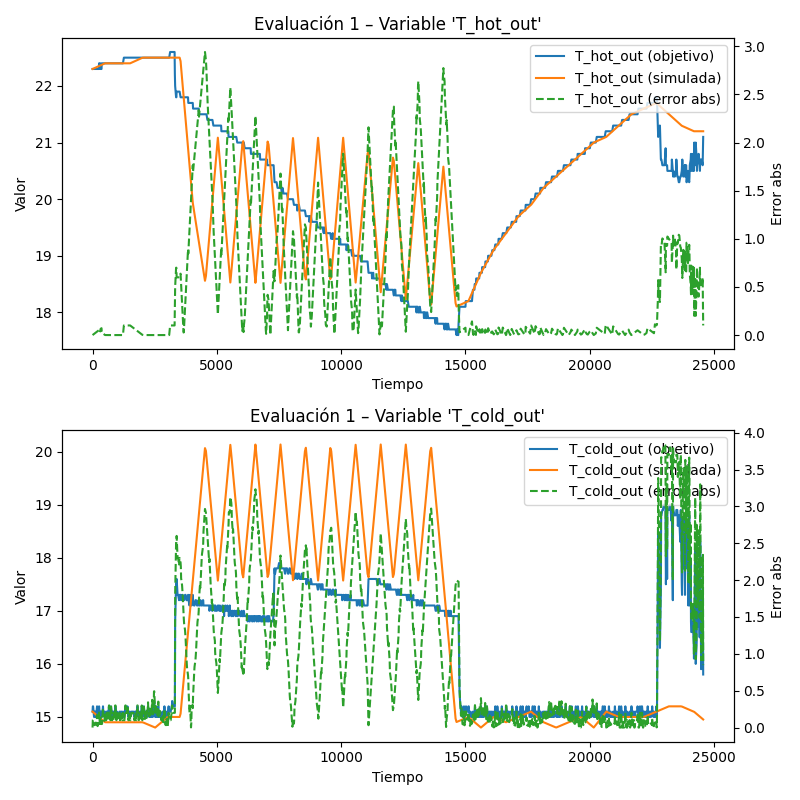 Evaluación 1 – Variable 'T_hot_out'
T_hot_out (objetivo)
T_hot_out (simulada)
T_hot_out (error abs)
Valor
22
21
20
19
18
3.0
2.5
2.0
1.5
1.0
0.5
0.0
Error abs
0 5000 10000 15000 20000 25000
Tiempo
Evaluación 1 – Variable 'T_cold_out'
T_cold_out (objetivo)
T_cold_out (simulada)
T_cold_out (error abs)
Valor
20
19
18
17
16
15
4.0
3.5
3.0
2.5
2.0
1.5
1.0
0.5
0.0
Error abs
0 5000 10000 15000 20000 25000
Tiempo